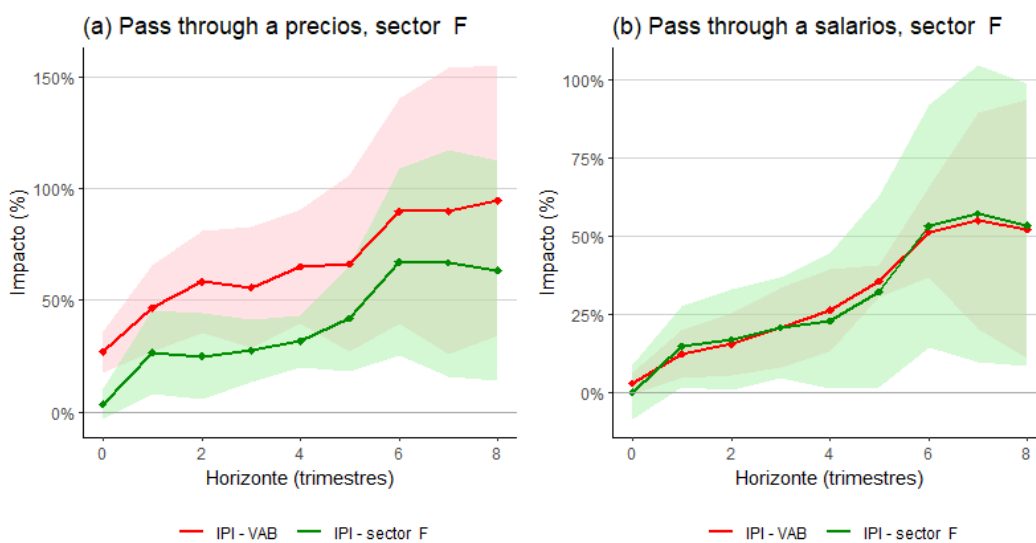 (a) Pass through a precios, sector F
Impacto (%)
150%
100%
50%
0%
0 2 4 6 8
Horizonte (trimestres)
IPI - VAB IPI - sector F
(b) Pass through a salarios, sector F
Impacto (%)
100%
75%
50%
25%
0%
0 2 4 6 8
Horizonte (trimestres)
IPI - VAB IPI - sector F